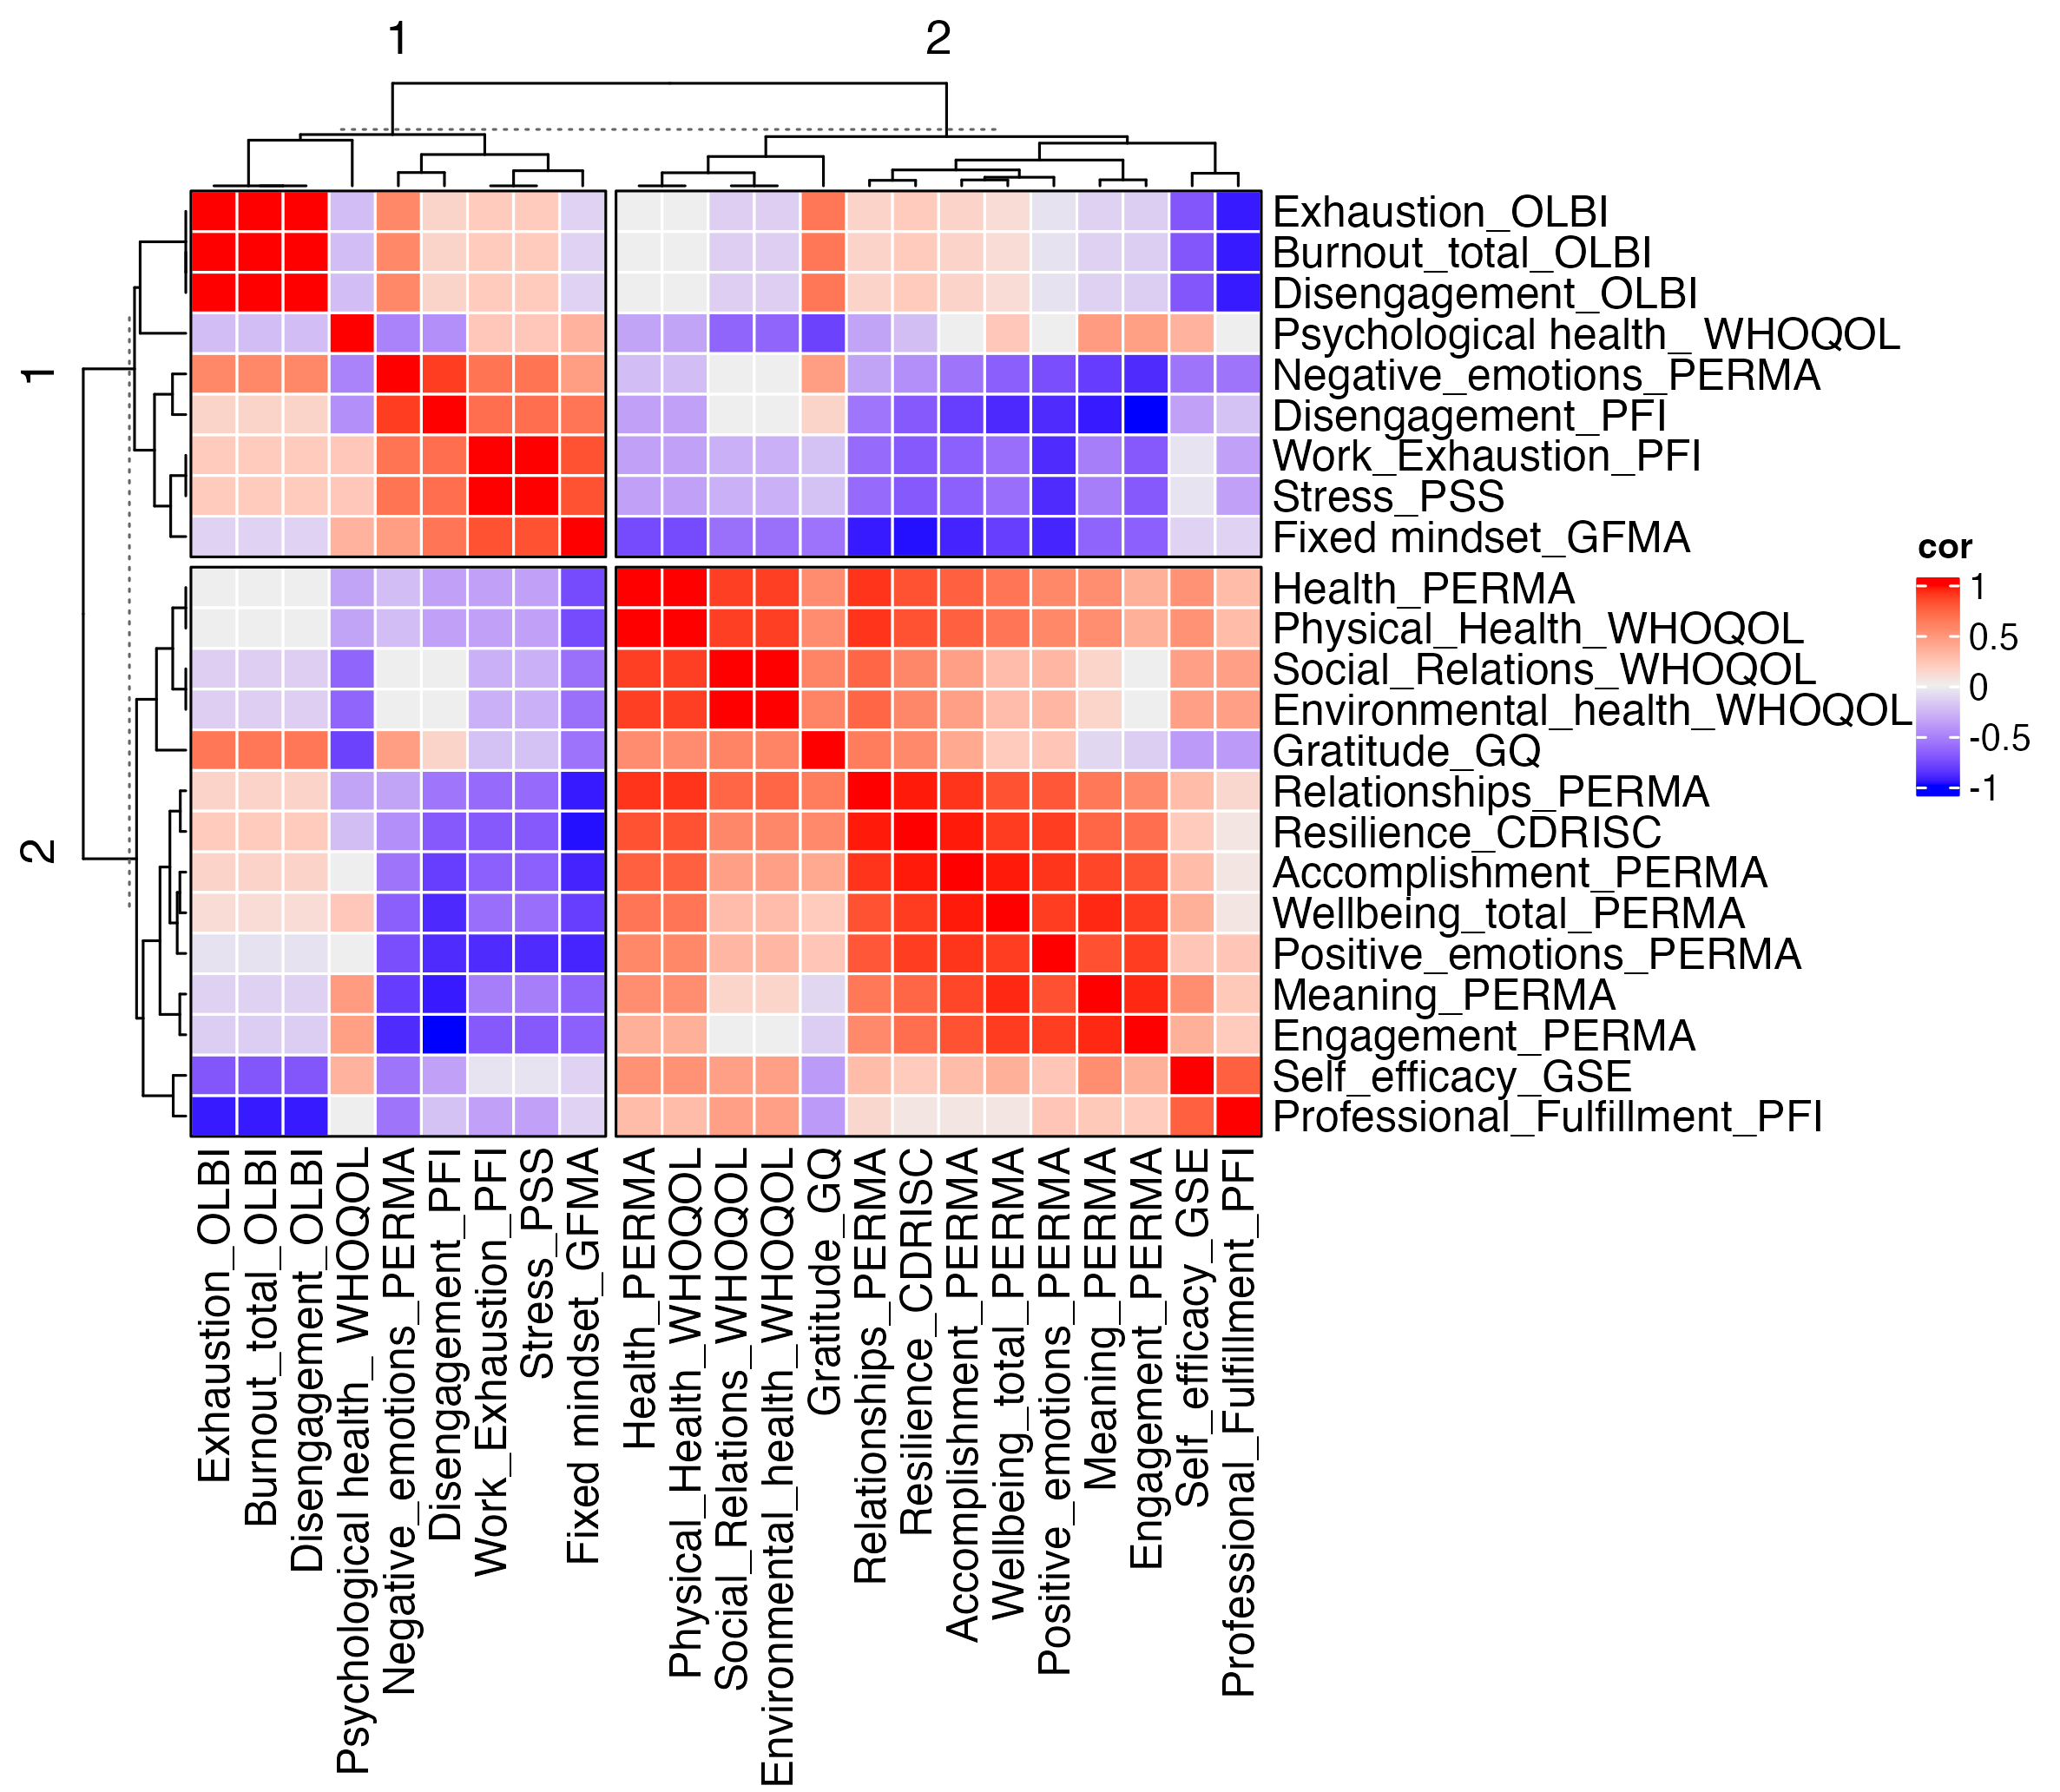 1
2
1
2
Exhaustion_OLBI
Burnout_total_OLBI
Disengagement_OLBI
Psychological health_ WHOQOL
Negative_emotions_PERMA
Disengagement_PFI
Work_Exhaustion_PFI
Stress_PSS
Fixed mindset_GFMA
Health_PERMA
Physical_Health_WHOQOL
Social_Relations_WHOQOL
Environmental_health_WHOQOL
Gratitude_GQ
Relationships_PERMA
Resilience_CDRISC
Accomplishment_PERMA
Wellbeing_total_PERMA
Positive_emotions_PERMA
Meaning_PERMA
Engagement_PERMA
Self_efficacy_GSE
Professional_Fulfillment_PFI
cor
1
0.5
0
-0.5
-1
Exhaustion_OLBI
Burnout_total_OLBI
Disengagement_OLBI
Psychological health_ WHOQOL
Negative_emotions_PERMA
Disengagement_PFI
Work_Exhaustion_PFI
Stress_PSS
Fixed mindset_GFMA
Health_PERMA
Physical_Health_WHOQOL
Social_Relations_WHOQOL
Environmental_health_WHOQOL
Gratitude_GQ
Relationships_PERMA
Resilience_CDRISC
Accomplishment_PERMA
Wellbeing_total_PERMA
Positive_emotions_PERMA
Meaning_PERMA
Engagement_PERMA
Self_efficacy_GSE
Professional_Fulfillment_PFI